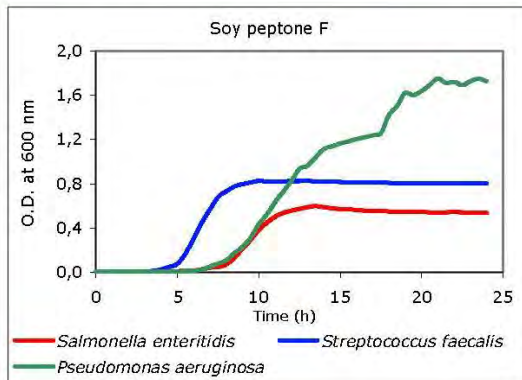 Soy peptone F
2,0
1,6
1,2
0,8
0,4
0,0
O.D. at 600 nm
0 5 10 15 20 25
Time (h)
Salmonella enteritidis Streptococcus faecalis
Pseudomonas aeruginosa